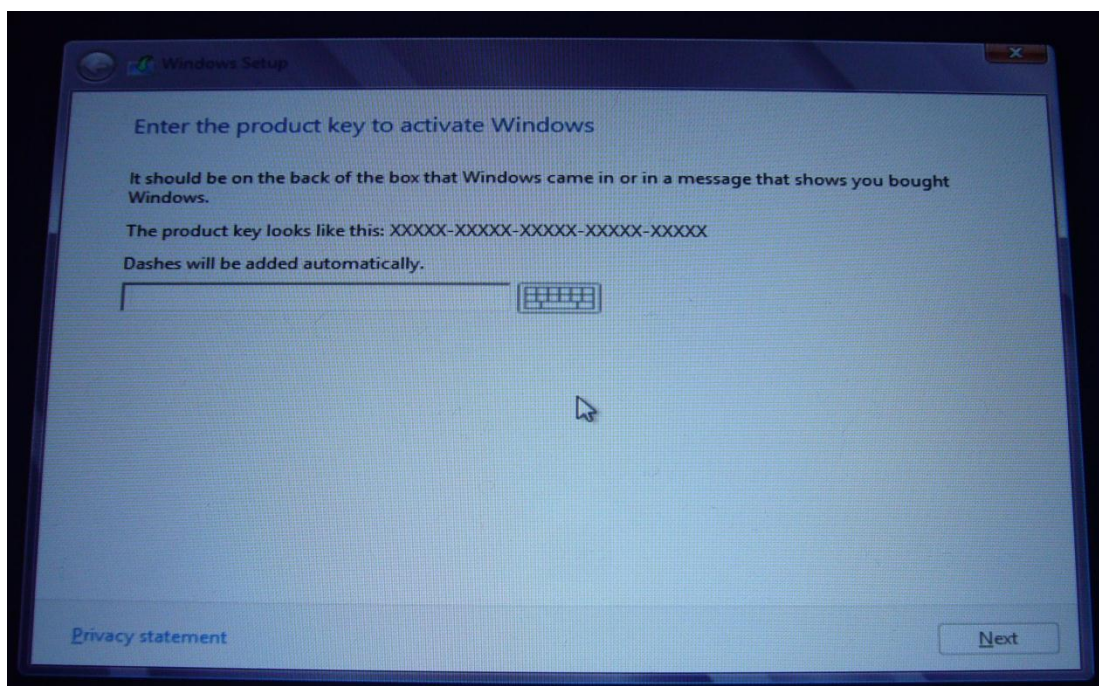 Windows Setup
Enter the product key to activate Windows
It should be on the back of the box that Windows came in or in a message that shows you bought
Windows.
The product key looks like this: XXXXX-XXXXX-XXXXX-XXXXX-XXXXX
Dashes will be added automatically.
Privacy statement
Next